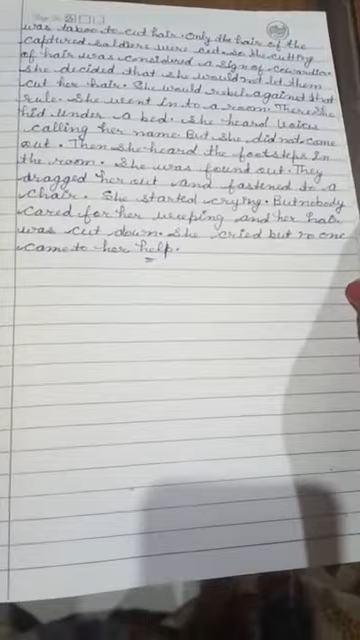 was taboo to cut hair. Only the hair of the
captured soldiers were cut. so the cutting
of hair was considered a sign of cowardice.
She decided that she would not let them
cut her hair. She would rebel against that
rule. She went in to a room. There she
hid under a bed. she heard voices
calling her name But she did not come
out. Then she heard the footsteps in
the room. She was found out. They
dragged her out and fastened to a
chair. She started crying. But nobody
cared for her weeping and her hair
was cut down. She cried but no one
came to her help.